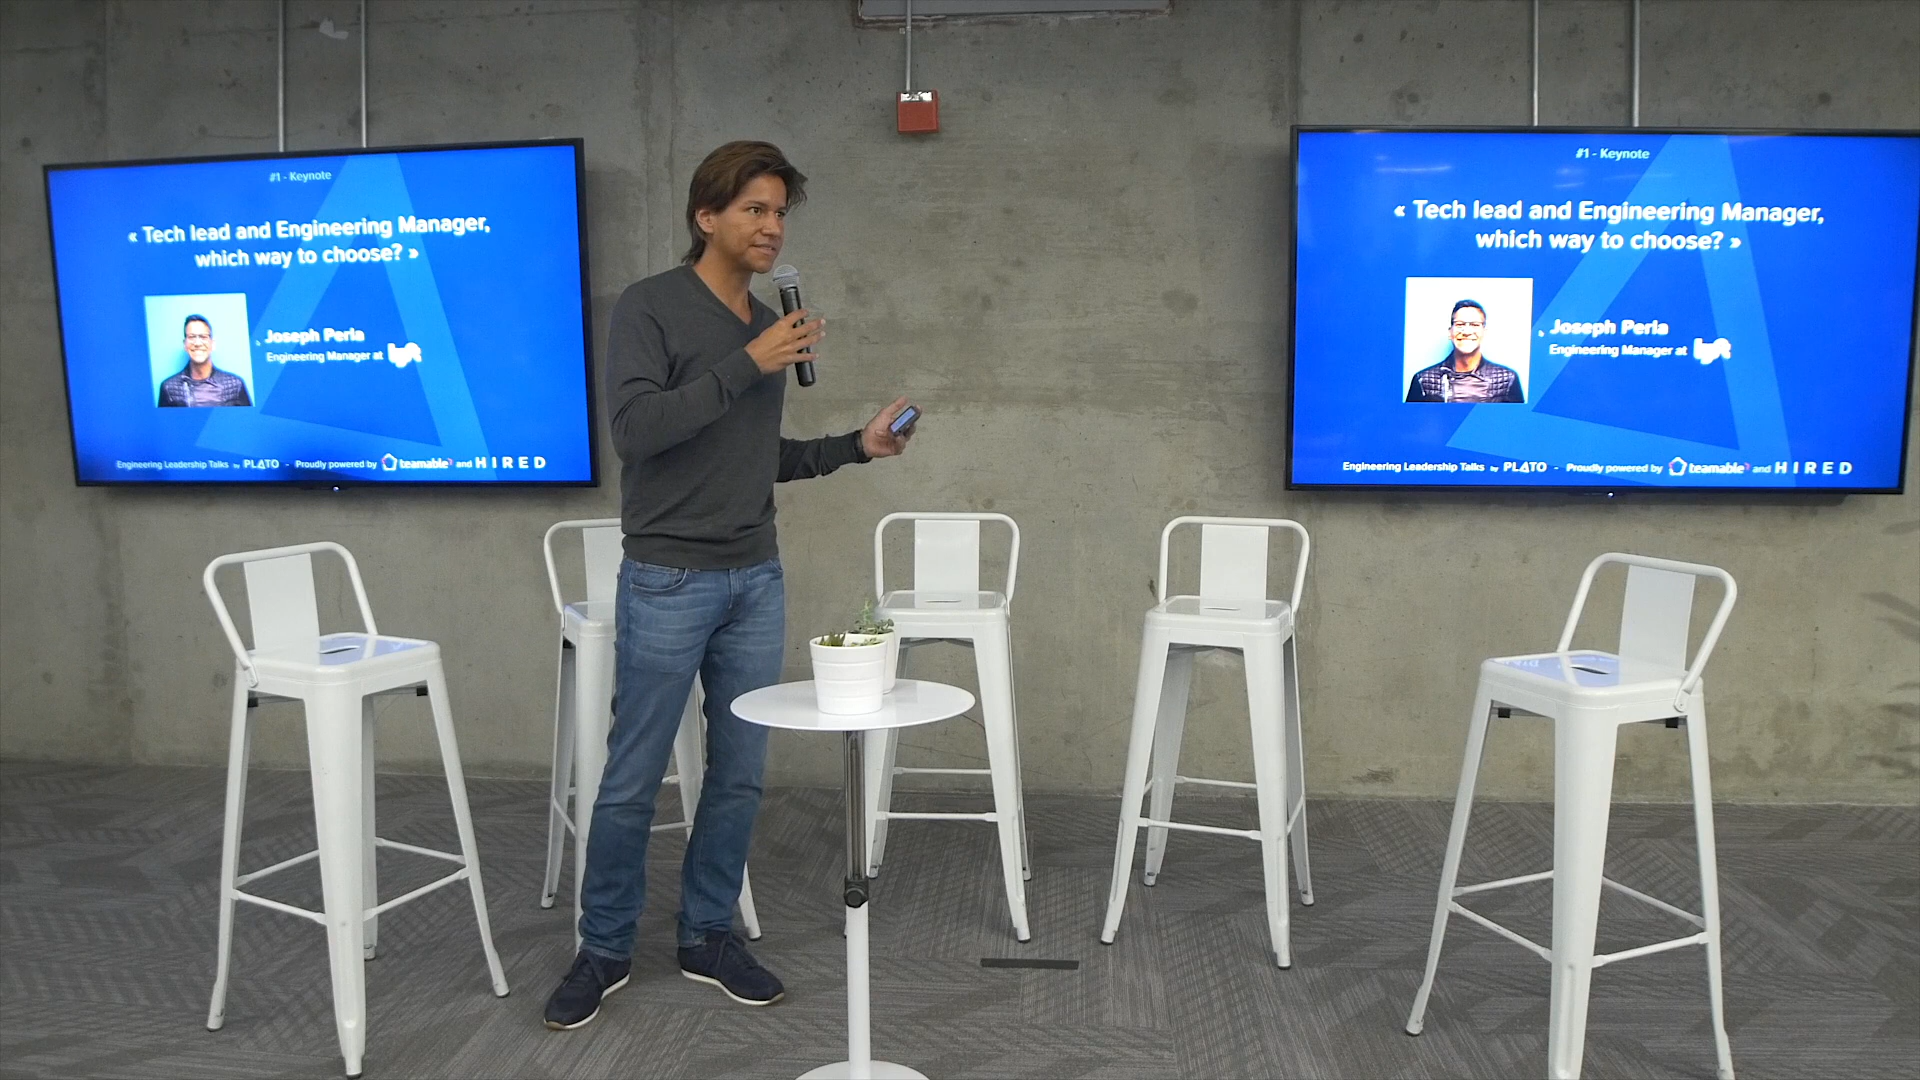 #1 - Keynote
« Tech lead and Engineering Manager,
which way to choose? »
Joseph Perla
Engineering Manager at lyft
Engineering Leadership Talks by PLATO - Proudly powered by teamable and HIRED
#1 - Keynote
« Tech lead and Engineering Manager,
which way to choose? »
Joseph Perla
Engineering Manager at lyft
Engineering Leadership Talks by PLATO - Proudly powered by teamable and HIRED